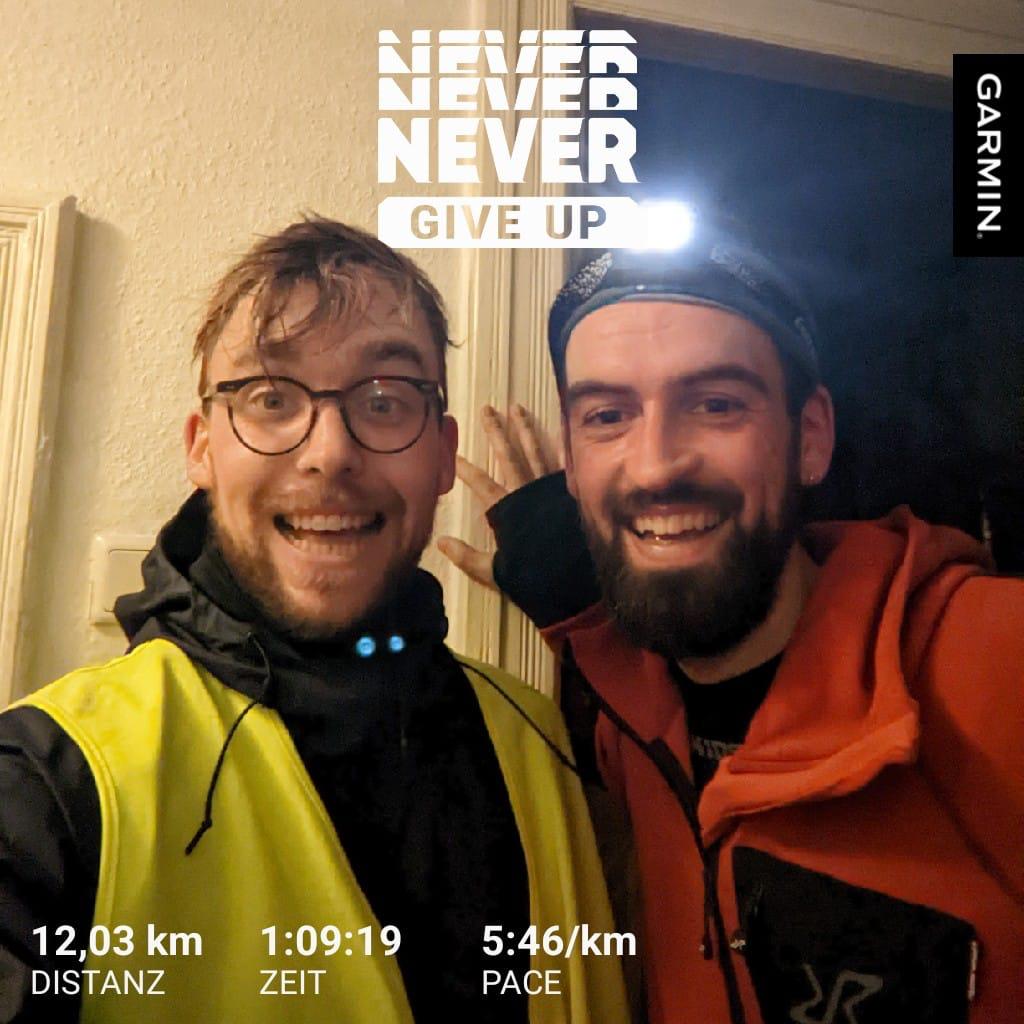 NEVER
NEVER
NEVER
GIVE UP
GARMIN.
12,03 km
DISTANZ
1:09:19
ZEIT
5:46/km
PACE